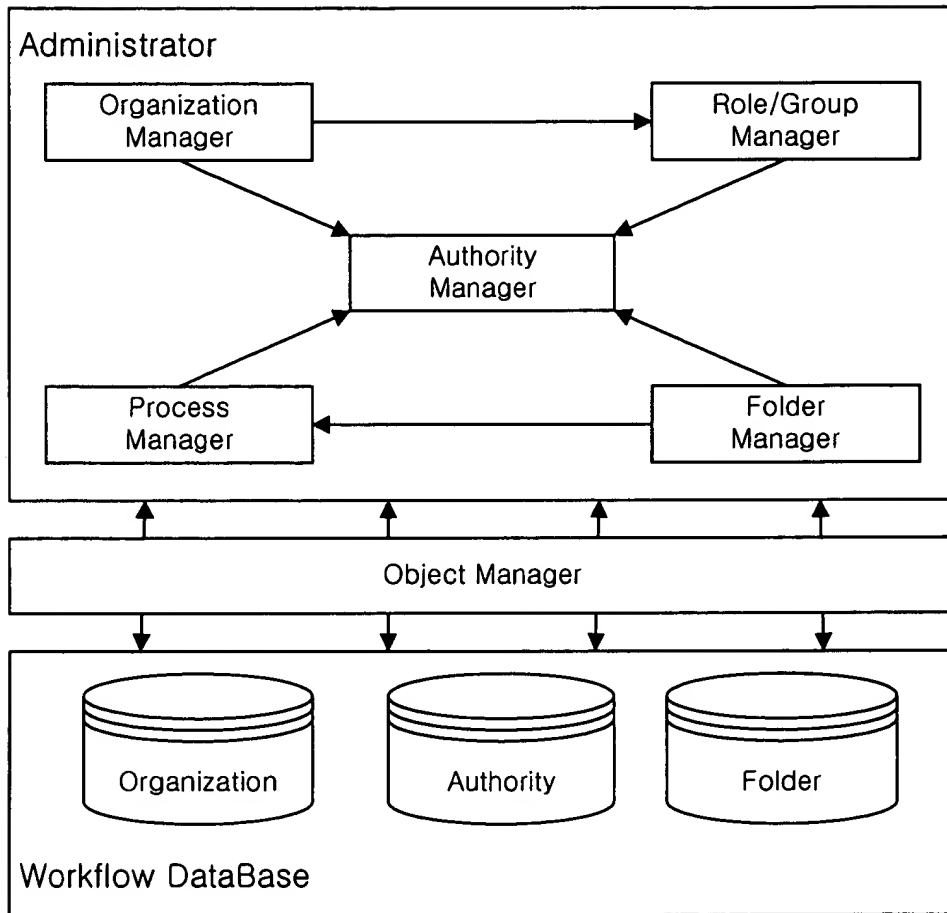 Administrator
Organization
Manager
Role/Group
Manager
Authority
Manager
Process
Manager
Folder
Manager
Object Manager
Organization
Authority
Folder
Workflow DataBase